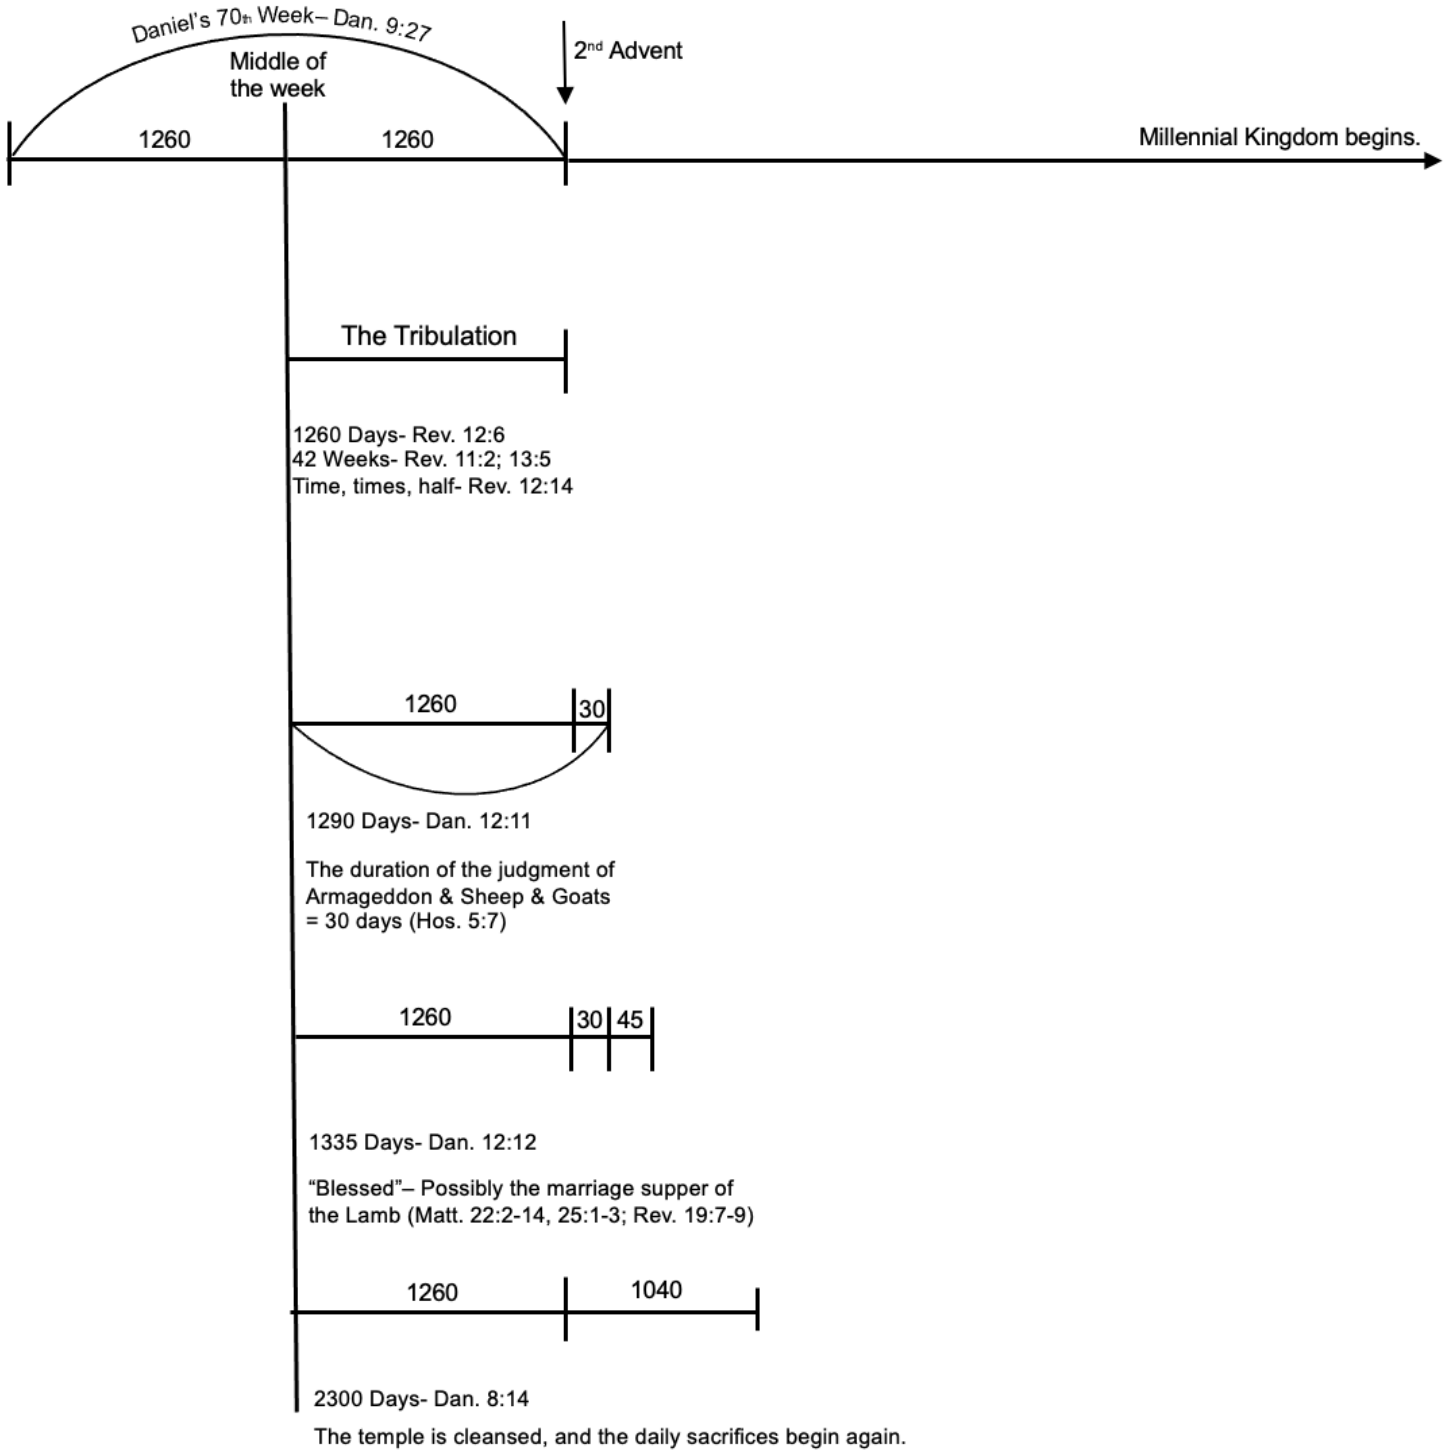 Daniel's 70th Week– Dan. 9:27
Middle of
the week
2nd Advent
1260
1260
Millennial Kingdom begins.
The Tribulation
1260 Days- Rev. 12:6
42 Weeks- Rev. 11:2; 13:5
Time, times, half- Rev. 12:14
1260
30
1290 Days- Dan. 12:11
The duration of the judgment of
Armageddon & Sheep & Goats
= 30 days (Hos. 5:7)
1260
30
45
1335 Days- Dan. 12:12
“Blessed”– Possibly the marriage supper of
the Lamb (Matt. 22:2-14, 25:1-3; Rev. 19:7-9)
1260
1040
2300 Days- Dan. 8:14
The temple is cleansed, and the daily sacrifices begin again.